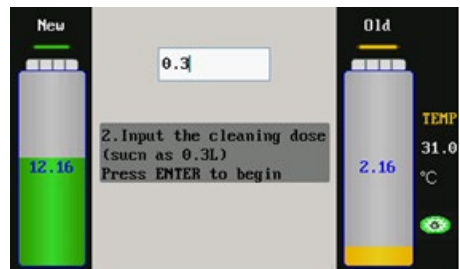 New
Old
0.3
2.Input the cleaning dose
(sucn as 0.3L)
Press ENTER to begin
12.16
2.16
TEMP
31.0
°C